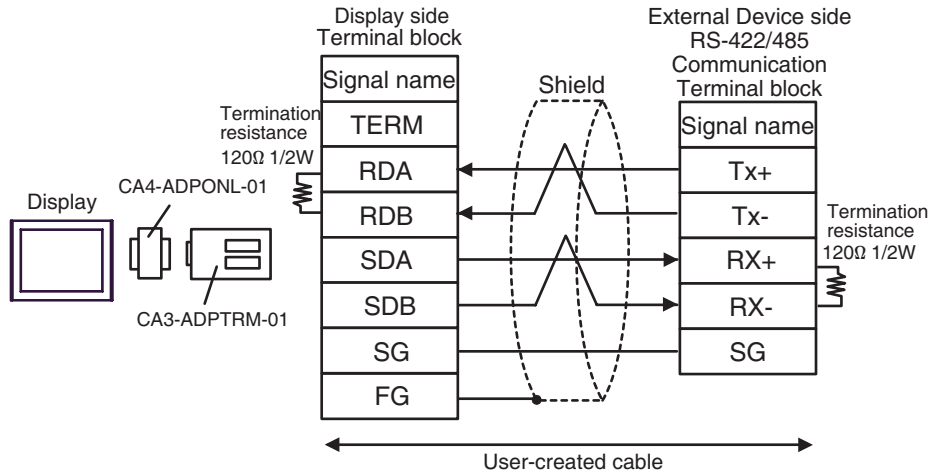 Display side
Terminal block
External Device side
RS-422/485
Communication
Terminal block
Signal name
Shield
Signal name
Termination
resistance
120Ω 1/2W
TERM
RDA
Tx+
CA4-ADPONL-01
Display
RDB
Tx-
Termination
resistance
120Ω 1/2W
SDA
RX+
CA3-ADPTRM-01
SDB
RX-
SG
SG
FG
User-created cable